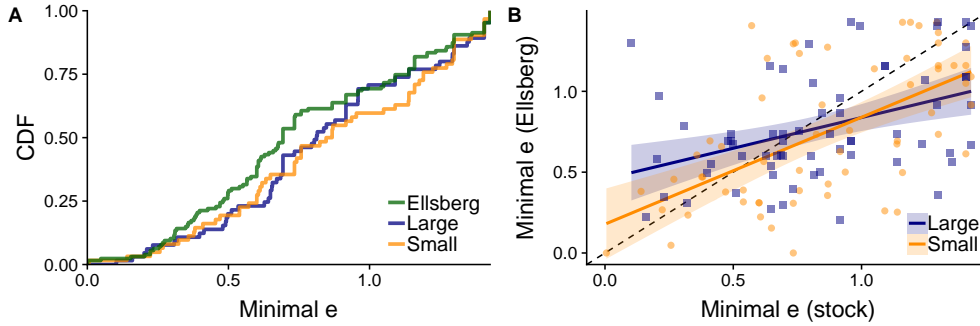 A
CDF
1.00
0.75
0.50
0.25
0.00
0.0
0.5
1.0
Minimal e
Ellsberg
Large
Small
B
Minimal e (Ellsberg)
1.0
0.5
0.0
0.0
0.5
1.0
Minimal e (stock)
Large
Small